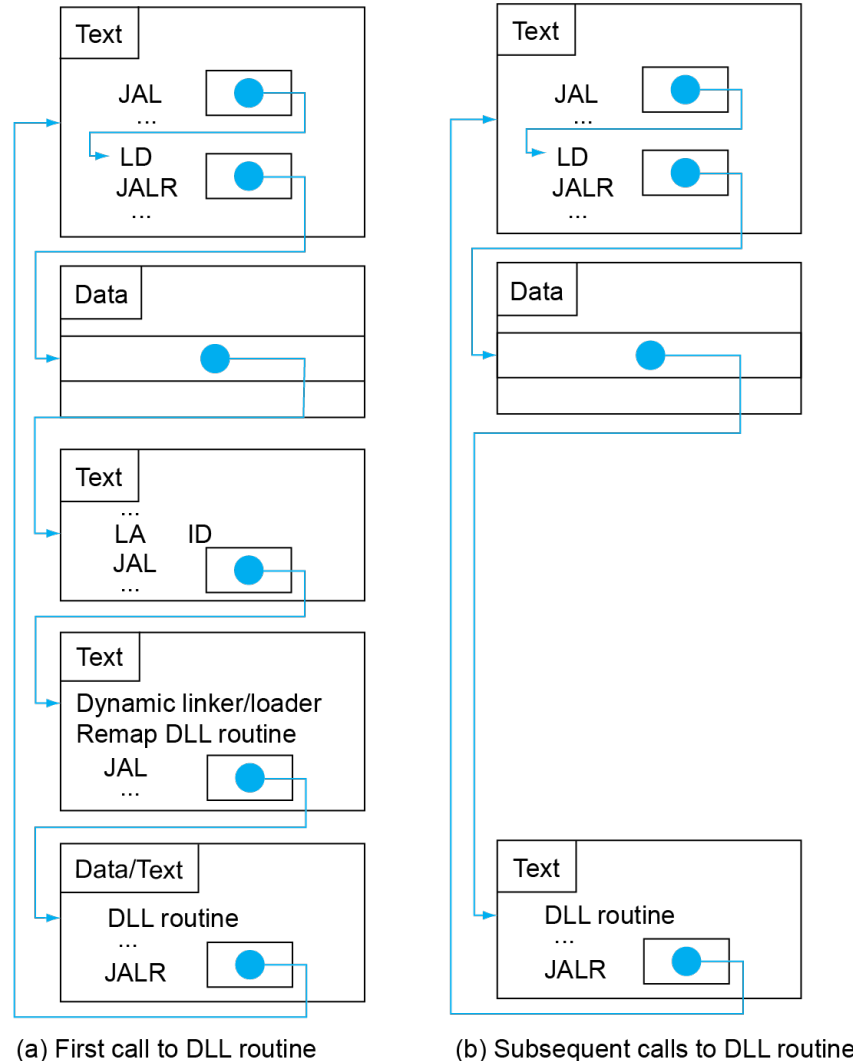 Text
JAL
...
LD
JALR
...
Data
Text
...
LA ID
JAL
...
Text
Dynamic linker/loader
Remap DLL routine
JAL
...
Data/Text
DLL routine
...
JALR
(a) First call to DLL routine
Text
JAL
...
LD
JALR
...
Data
Text
DLL routine
...
JALR
(b) Subsequent calls to DLL routine